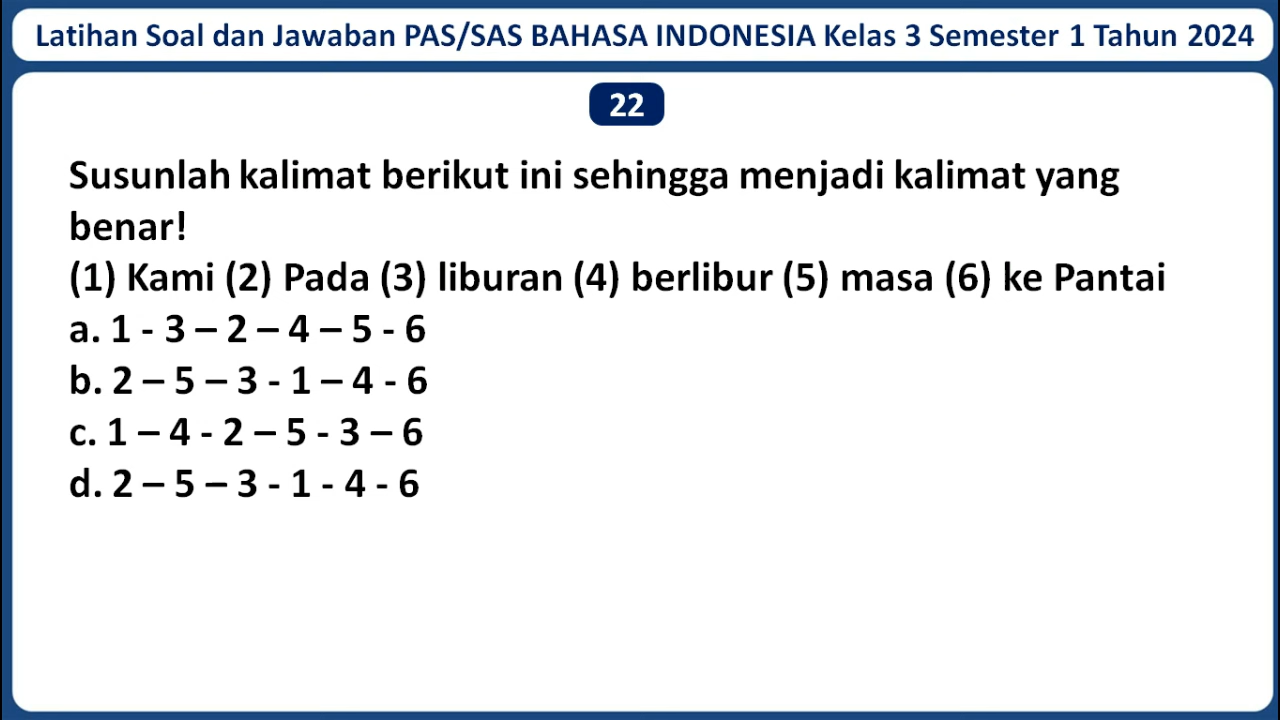 Latihan Soal dan Jawaban PAS/SAS BAHASA INDONESIA Kelas 3 Semester 1 Tahun 2024
22
Susunlah kalimat berikut ini sehingga menjadi kalimat yang
benar!
(1) Kami (2) Pada (3) liburan (4) berlibur (5) masa (6) ke Pantai
a. 1 - 3 – 2 – 4 – 5 - 6
b. 2 – 5 – 3 - 1 – 4 - 6
c. 1 – 4 - 2 – 5 - 3 – 6
d. 2 – 5 – 3 - 1 - 4 - 6